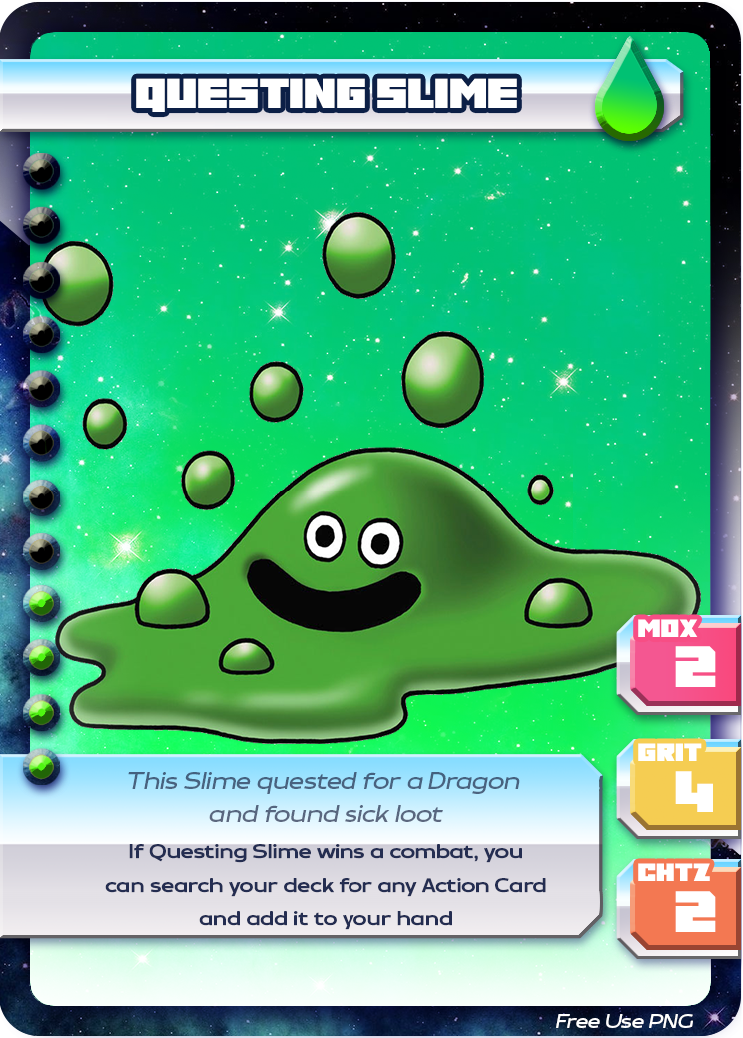 QUESTING SLIME
MOX
2
GRIT
4
CHTZ
2
This Slime quested for a Dragon
and found sick loot
If Questing Slime wins a combat, you
can search your deck for any Action Card
and add it to your hand
Free Use PNG